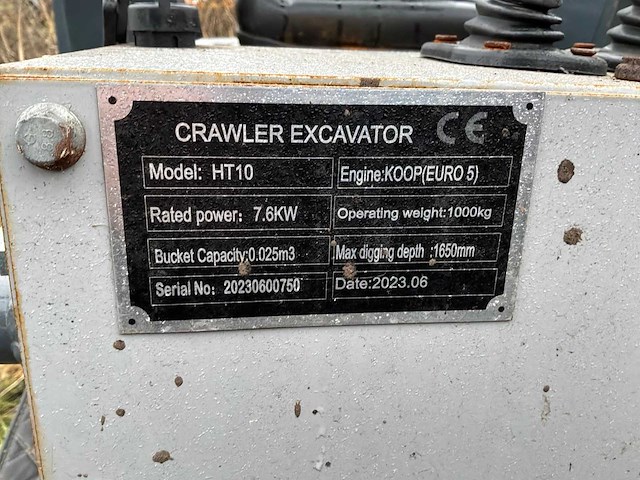 CRAWLER EXCAVATOR CE
Model: HT10
Engine:KOOP(EURO 5)
Rated power: 7.6KW
Operating weight:1000kg
Bucket Capacity:0.025m3
Max digging depth :1650mm
Serial No: 20230600750
Date:2023.06